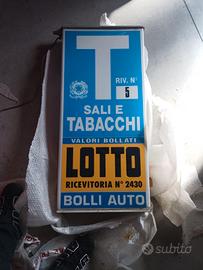 T
RIV. N°
5
SALI E
TABACCHI
VALORI BOLLATI
LOTTO
RICEVITORIA N° 2430
BOLLI AUTO
subito